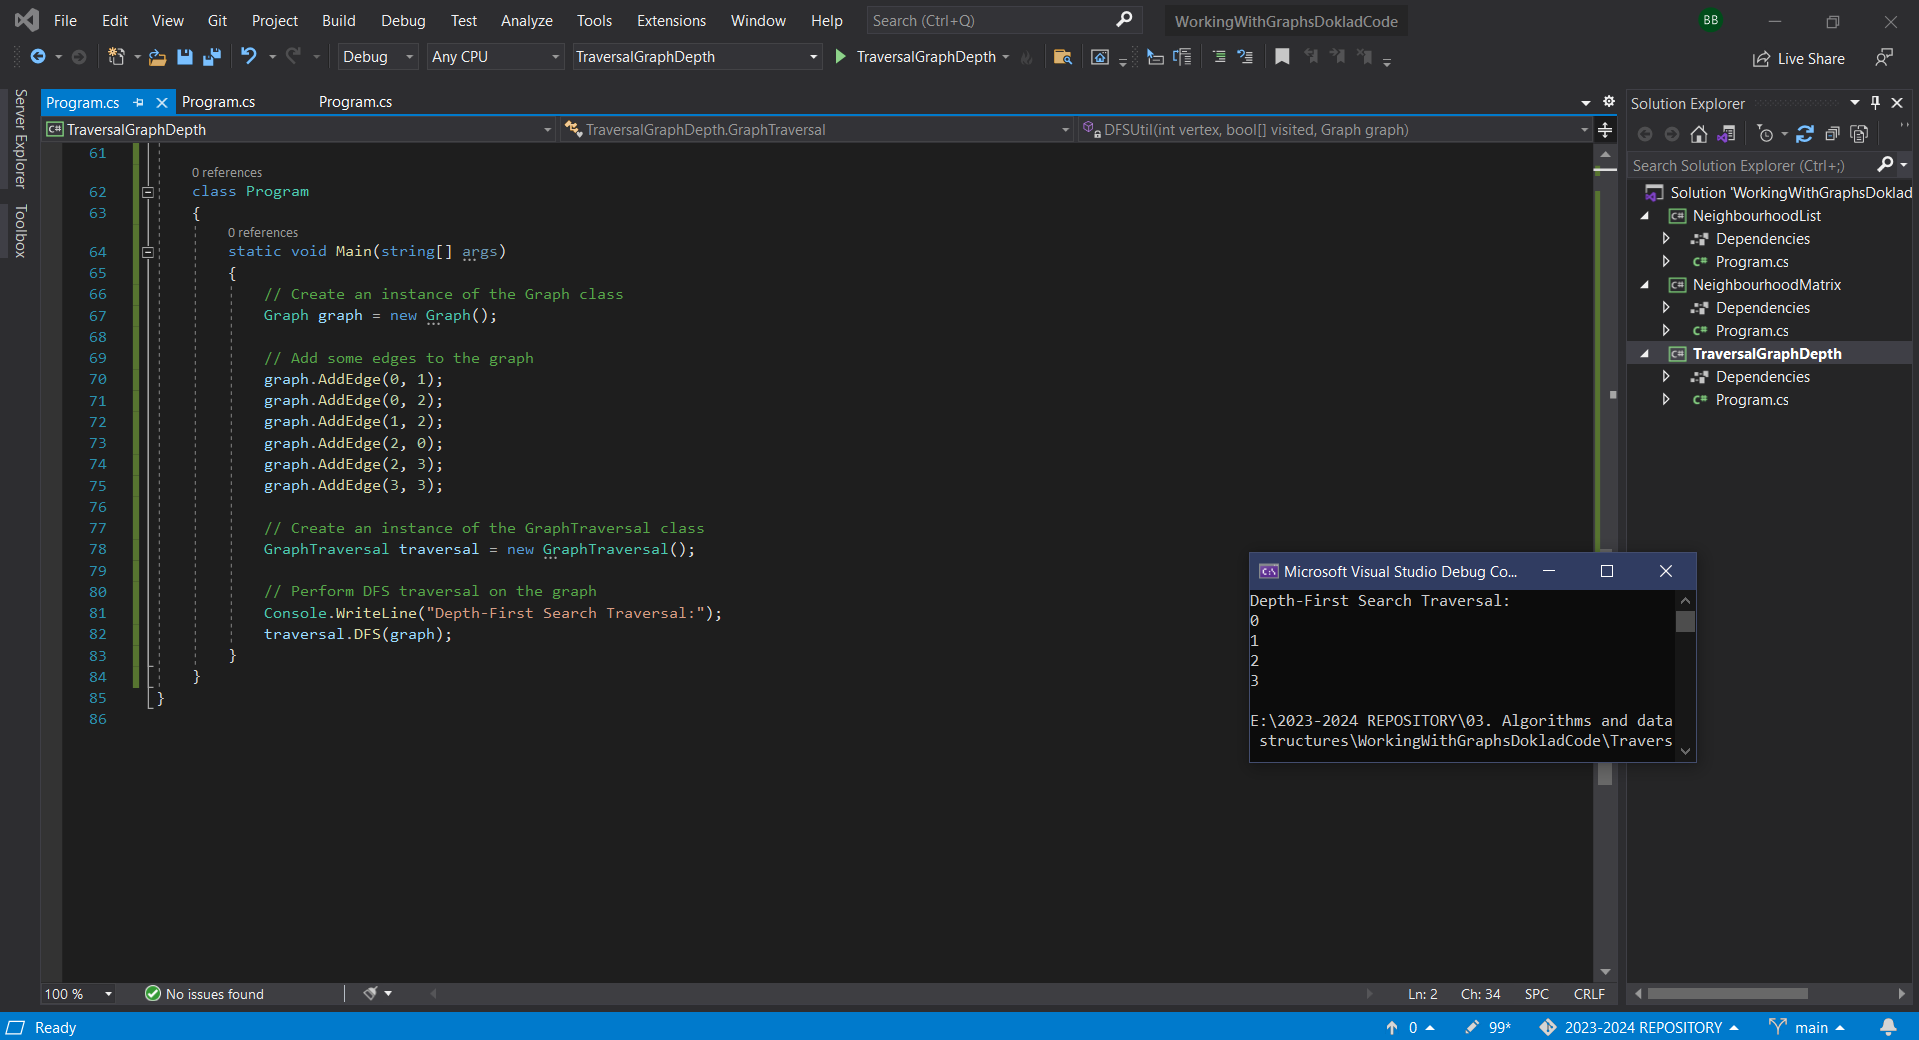 File Edit View Git Project Build Debug Test Analyze Tools Extensions Window Help Search (Ctrl+Q) WorkingWithGraphsDokladCode BB
Debug Any CPU TraversalGraphDepth TraversalGraphDepth Live Share
Server Explorer
Toolbox
Program.cs Program.cs Program.cs
C# TraversalGraphDepth TraversalGraphDepth.GraphTraversal DFSUtil(int vertex, bool[] visited, Graph graph)
61
0 references
62 class Program
63 {
0 references
64 static void Main(string[] args)
65 {
66 // Create an instance of the Graph class
67 Graph graph = new Graph();
68
69 // Add some edges to the graph
70 graph.AddEdge(0, 1);
71 graph.AddEdge(0, 2);
72 graph.AddEdge(1, 2);
73 graph.AddEdge(2, 0);
74 graph.AddEdge(2, 3);
75 graph.AddEdge(3, 3);
76
77 // Create an instance of the GraphTraversal class
78 GraphTraversal traversal = new GraphTraversal();
79
80 // Perform DFS traversal on the graph
81 Console.WriteLine("Depth-First Search Traversal:");
82 traversal.DFS(graph);
83 }
84 }
85 }
86
Microsoft Visual Studio Debug Co...
Depth-First Search Traversal:
0
1
2
3
E:\2023-2024 REPOSITORY\03. Algorithms and data
structures\WorkingWithGraphsDokladCode\Travers
Solution Explorer
Search Solution Explorer (Ctrl+;)
Solution 'WorkingWithGraphsDoklad
C# NeighbourhoodList
Dependencies
C# Program.cs
C# NeighbourhoodMatrix
Dependencies
C# Program.cs
C# TraversalGraphDepth
Dependencies
C# Program.cs
100 % No issues found Ln: 2 Ch: 34 SPC CRLF
Ready 0 99* 2023-2024 REPOSITORY main